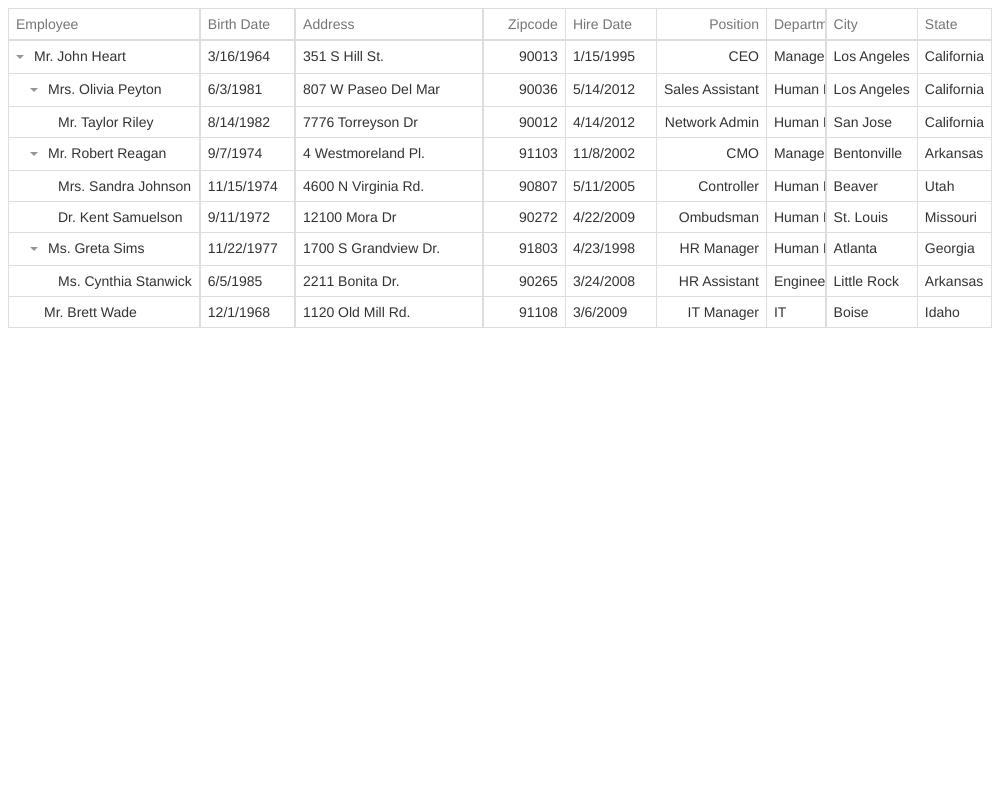 Employee Birth Date Address Zipcode Hire Date Position Departm City State
Mr. John Heart 3/16/1964 351 S Hill St. 90013 1/15/1995 CEO Manage Los Angeles California
Mrs. Olivia Peyton 6/3/1981 807 W Paseo Del Mar 90036 5/14/2012 Sales Assistant Human Los Angeles California
Mr. Taylor Riley 8/14/1982 7776 Torreyson Dr 90012 4/14/2012 Network Admin Human San Jose California
Mr. Robert Reagan 9/7/1974 4 Westmoreland Pl. 91103 11/8/2002 CMO Manage Bentonville Arkansas
Mrs. Sandra Johnson 11/15/1974 4600 N Virginia Rd. 90807 5/11/2005 Controller Human Beaver Utah
Dr. Kent Samuelson 9/11/1972 12100 Mora Dr 90272 4/22/2009 Ombudsman Human St. Louis Missouri
Ms. Greta Sims 11/22/1977 1700 S Grandview Dr. 91803 4/23/1998 HR Manager Human Atlanta Georgia
Ms. Cynthia Stanwick 6/5/1985 2211 Bonita Dr. 90265 3/24/2008 HR Assistant Enginee Little Rock Arkansas
Mr. Brett Wade 12/1/1968 1120 Old Mill Rd. 91108 3/6/2009 IT Manager IT Boise Idaho